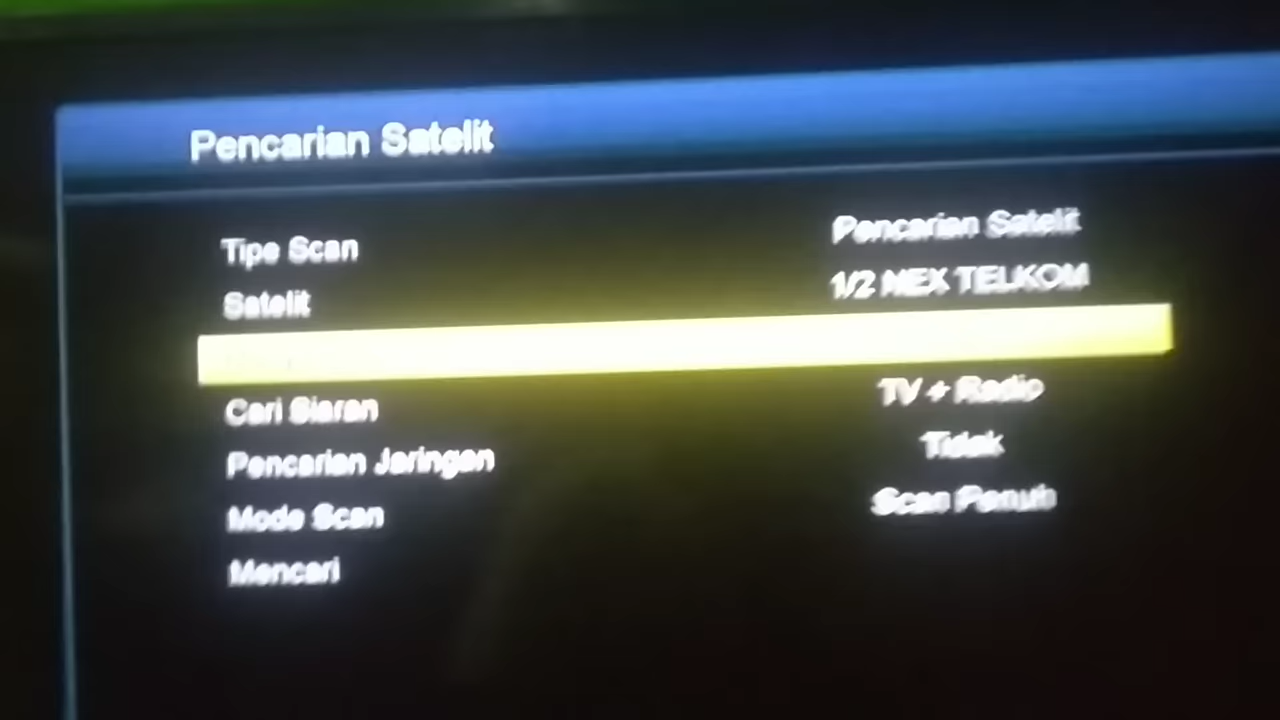 Pencarian Satelit
Tipe Scan Pencarian Satelit
Satelit 1/2 NEX TELKOM
Cari Siaran TV + Radio
Pencarian Jaringan Tidak
Mode Scan Scan Penuh
Mencari